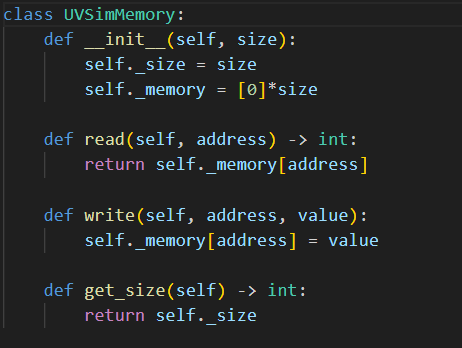 class UVSimMemory:
    def __init__(self, size):
        self._size = size
        self._memory = [0]*size

    def read(self, address) -> int:
        return self._memory[address]

    def write(self, address, value):
        self._memory[address] = value

    def get_size(self) -> int:
        return self._size